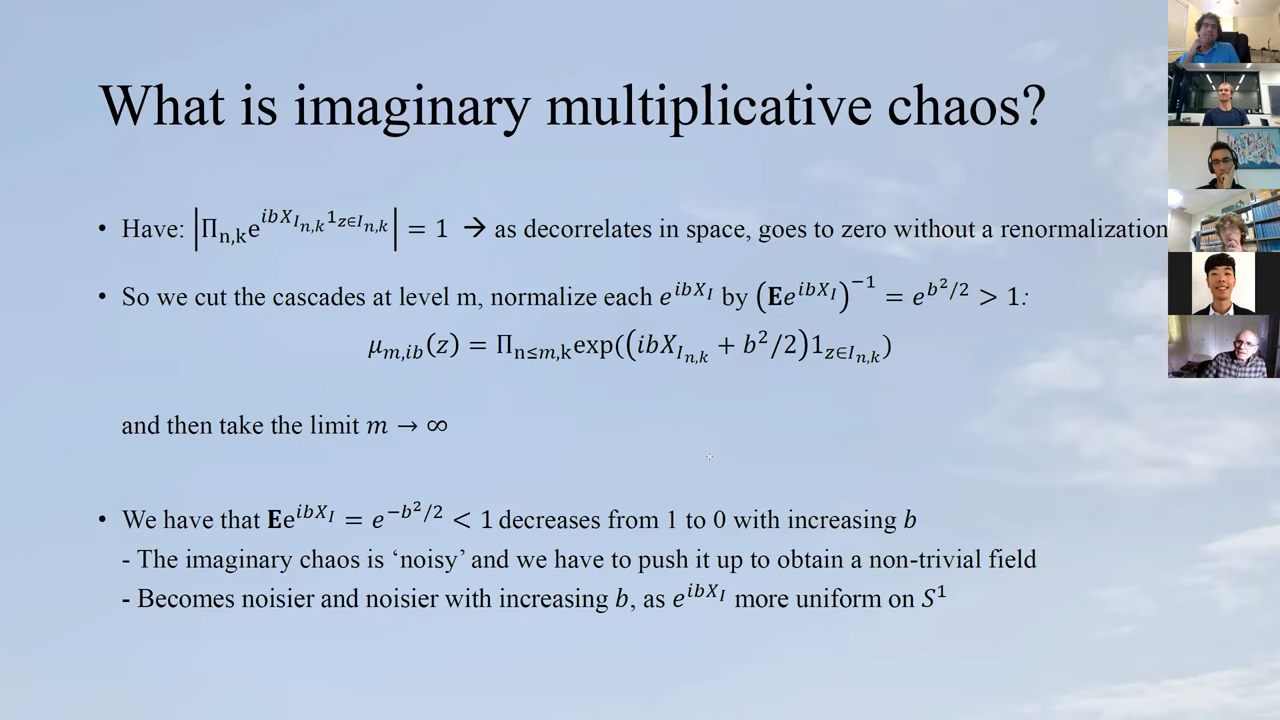 What is imaginary multiplicative chaos?
• Have: |Π_{n,k}e^{ibX_{I_{n,k}}1_{z∈I_{n,k}}}| = 1 → as decorrelates in space, goes to zero without a renormalization
• So we cut the cascades at level m, normalize each e^{ibX_I} by (𝐄e^{ibX_I})^{−1} = e^{b²/2} > 1:
μ_{m,ib}(z) = Π_{n≤m,k}exp((ibX_{I_{n,k}} + b²/2)1_{z∈I_{n,k}})
and then take the limit m → ∞
• We have that 𝐄e^{ibX_I} = e^{−b²/2} < 1 decreases from 1 to 0 with increasing b
- The imaginary chaos is ‘noisy’ and we have to push it up to obtain a non-trivial field
- Becomes noisier and noisier with increasing b, as e^{ibX_I} more uniform on S¹